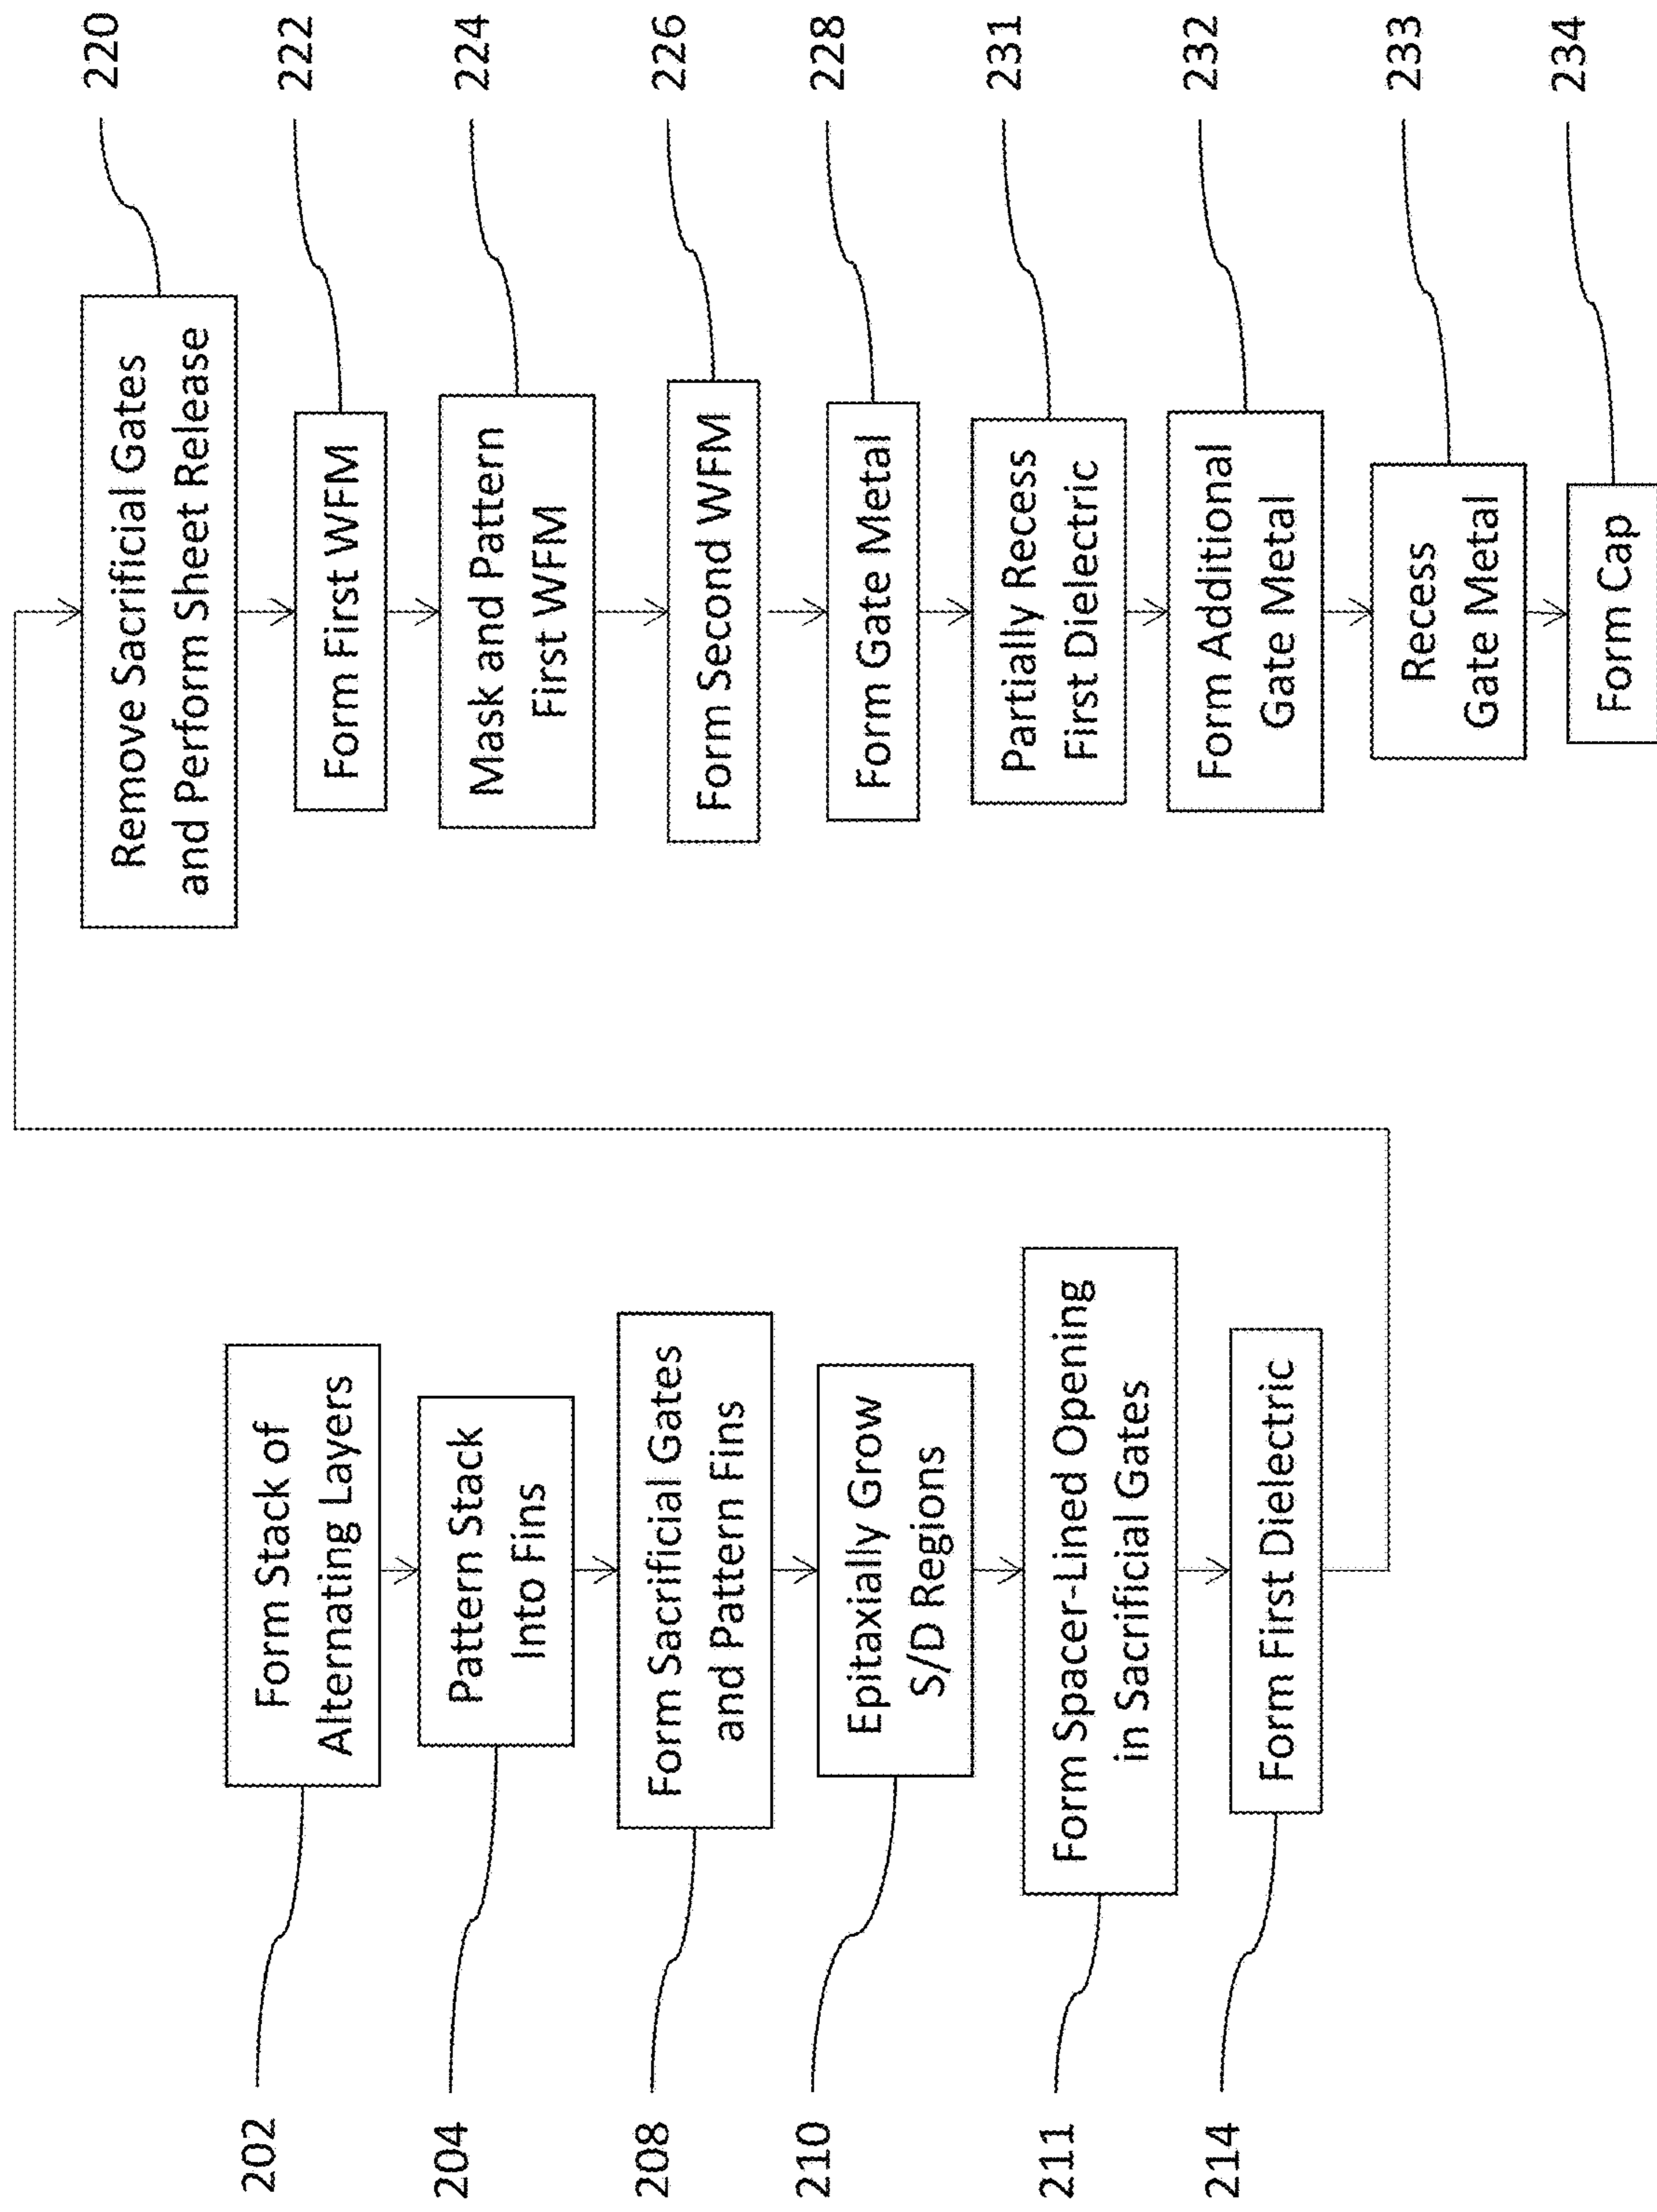 202
Form Stack of
Alternating Layers
204
Pattern Stack
Into Fins
208
Form Sacrificial Gates
and Pattern Fins
210
Epitaxially Grow
S/D Regions
211
Form Spacer-Lined Opening
in Sacrificial Gates
214
Form First Dielectric
Remove Sacrificial Gates
and Perform Sheet Release
220
Form First WFM
222
Mask and Pattern
First WFM
224
Form Second WFM
226
Form Gate Metal
228
Partially Recess
First Dielectric
231
Form Additional
Gate Metal
232
Recess
Gate Metal
233
Form Cap
234